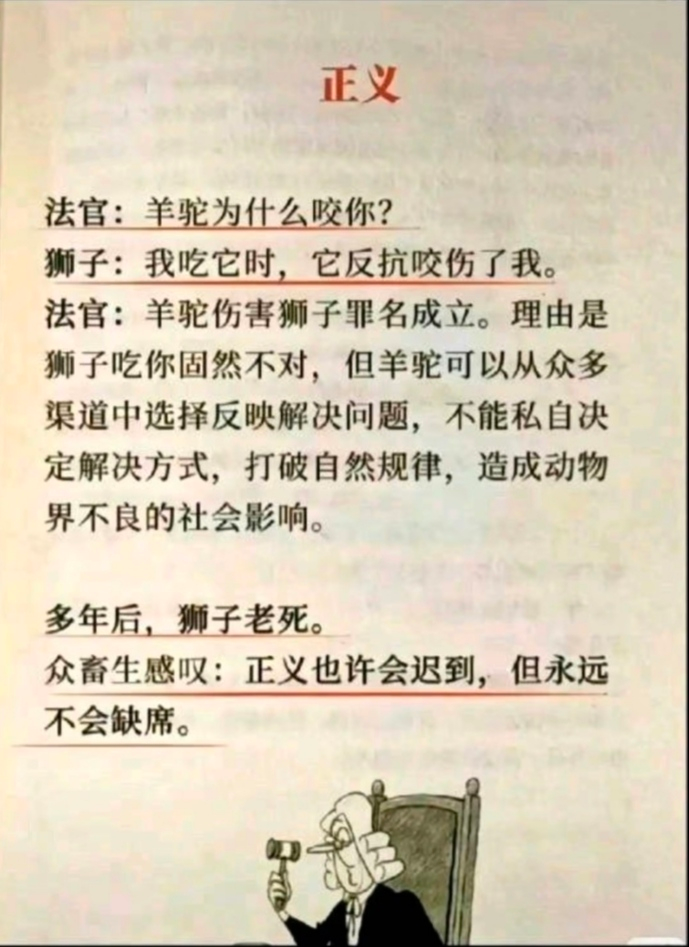 正义
法官：羊驼为什么咬你？
狮子：我吃它时，它反抗咬伤了我。
法官：羊驼伤害狮子罪名成立。理由是
狮子吃你固然不对，但羊驼可以从众多
渠道中选择反映解决问题，不能私自决
定解决方式，打破自然规律，造成动物
界不良的社会影响。
多年后，狮子老死。
众畜生感叹：正义也许会迟到，但永远
不会缺席。